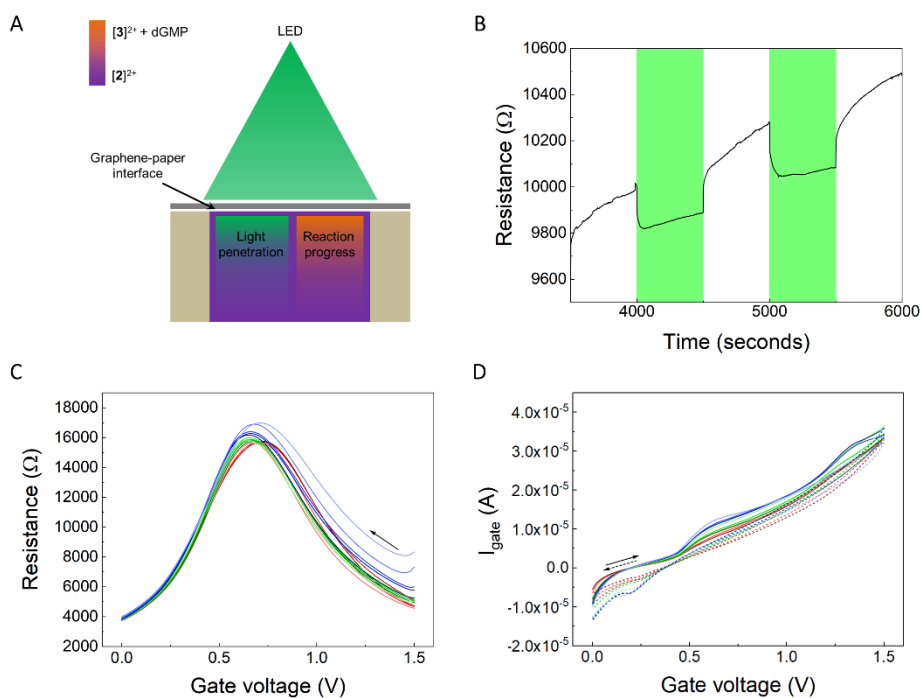 A
[3]²⁺ + dGMP
[2]²⁺
LED
Graphene-paper
interface
Light
penetration
Reaction
progress
B
10600
10400
10200
10000
9800
9600
Resistance (Ω)
4000
5000
6000
Time (seconds)
C
18000
16000
14000
12000
10000
8000
6000
4000
2000
Resistance (Ω)
0.0
0.5
1.0
1.5
Gate voltage (V)
D
4.0x10⁻⁵
3.0x10⁻⁵
2.0x10⁻⁵
1.0x10⁻⁵
0.0
-1.0x10⁻⁵
-2.0x10⁻⁵
I_gate (A)
0.0
0.5
1.0
1.5
Gate voltage (V)